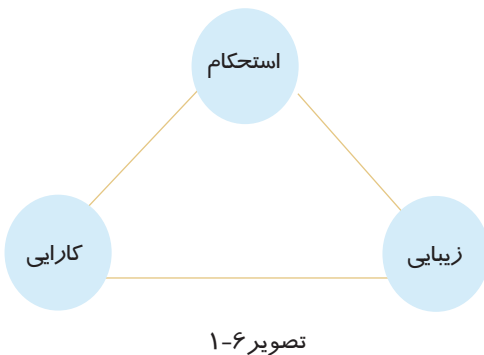 استحکام
زیبایی
کارایی
تصویر ۶-۱